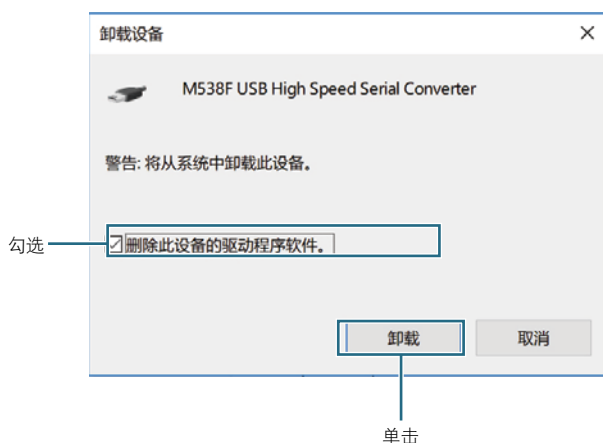 卸载设备
M538F USB High Speed Serial Converter
警告: 将从系统中卸载此设备。
勾选
删除此设备的驱动程序软件。
卸载
取消
单击